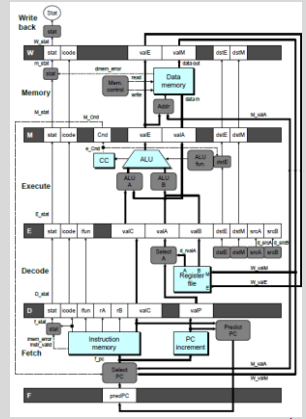 Write
back
Stat
W_stat
W stat icode valE valM dstE dstM
m_stat
stat
dmem_error
data out
Memory
Mem.
control
read
write
Data
memory
data in
Addr
M_stat
M_Cnd
M_valA
M stat icode Cnd valE valA dstE dstM
e_Cnd
CC
ALU
ALU
fun.
dstE
ALU
A
ALU
B
Execute
E_stat
E stat icode ifun valC valA valB dstE dstM srcA srcB
d_srcA
d_srcB
Select
A
d_rvalA
dstE dstM srcA srcB
Decode
A B M
Register
file
E
W_valM
W_valE
D_stat
D stat icode ifun rA rB valC valP
f_stat
stat
imem_error
instr_valid
Instruction
memory
PC
increment
Predict
PC
Fetch
f_pc
Select
PC
M_valA
W_valM
F predPC